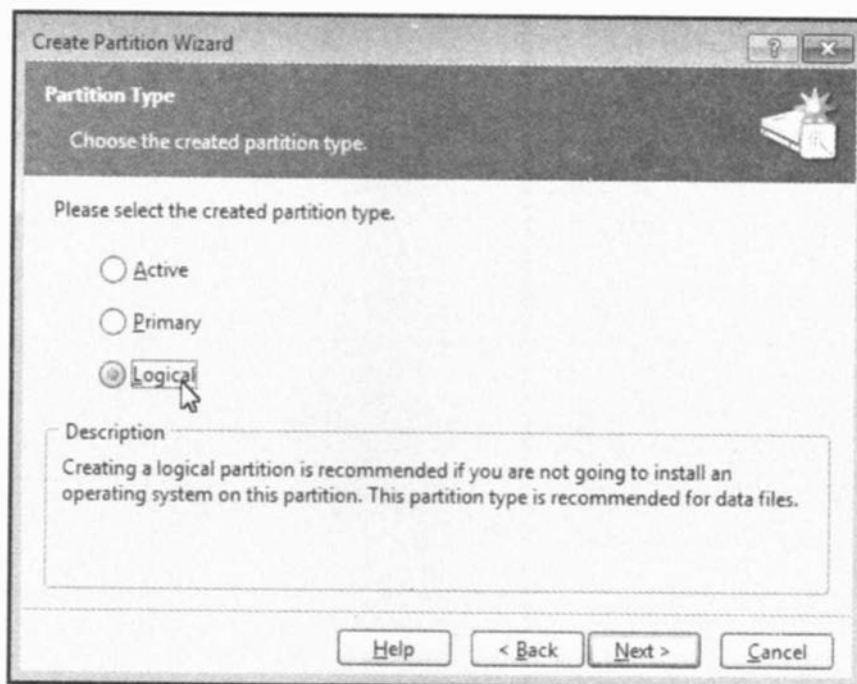 Create Partition Wizard
Partition Type
Choose the created partition type.
Please select the created partition type.
Active
Primary
Logical
Description
Creating a logical partition is recommended if you are not going to install an
operating system on this partition. This partition type is recommended for data files.
Help
< Back
Next >
Cancel